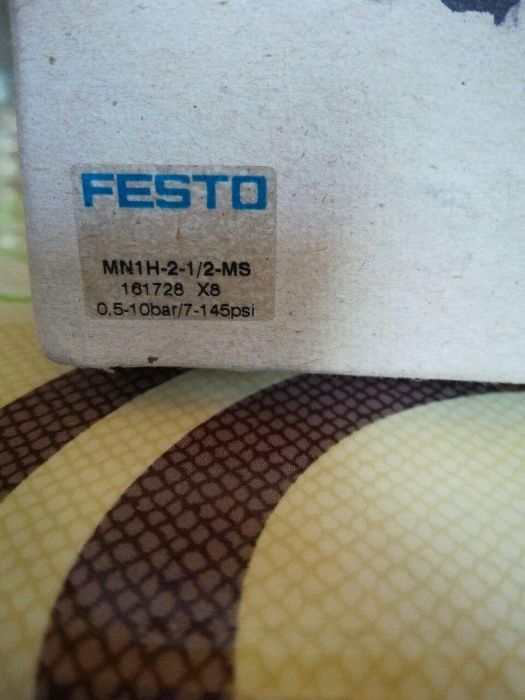 FESTO
MN1H-2-1/2-MS
161728 X8
0,5-10bar/7-145psi